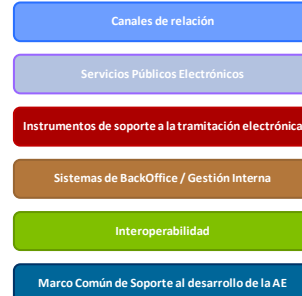 Canales de relación
Servicios Públicos Electrónicos
Instrumentos de soporte a la tramitación electrónica
Sistemas de BackOffice / Gestión Interna
Interoperabilidad
Marco Común de Soporte al desarrollo de la AE